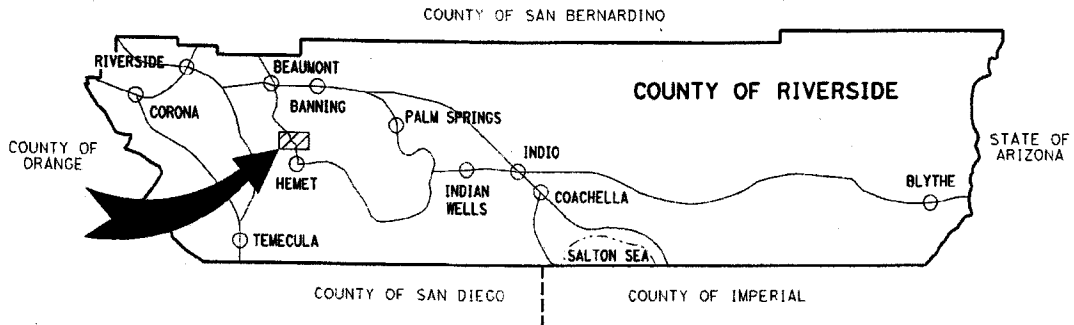 COUNTY OF SAN BERNARDINO
RIVERSIDE
BEAUMONT
COUNTY OF RIVERSIDE
CORONA
BANNING
PALM SPRINGS
COUNTY OF
ORANGE
STATE OF
ARIZONA
INDIO
HEMET
INDIAN
WELLS
COACHELLA
BLYTHE
TEMECULA
SALTON SEA
COUNTY OF SAN DIEGO
COUNTY OF IMPERIAL